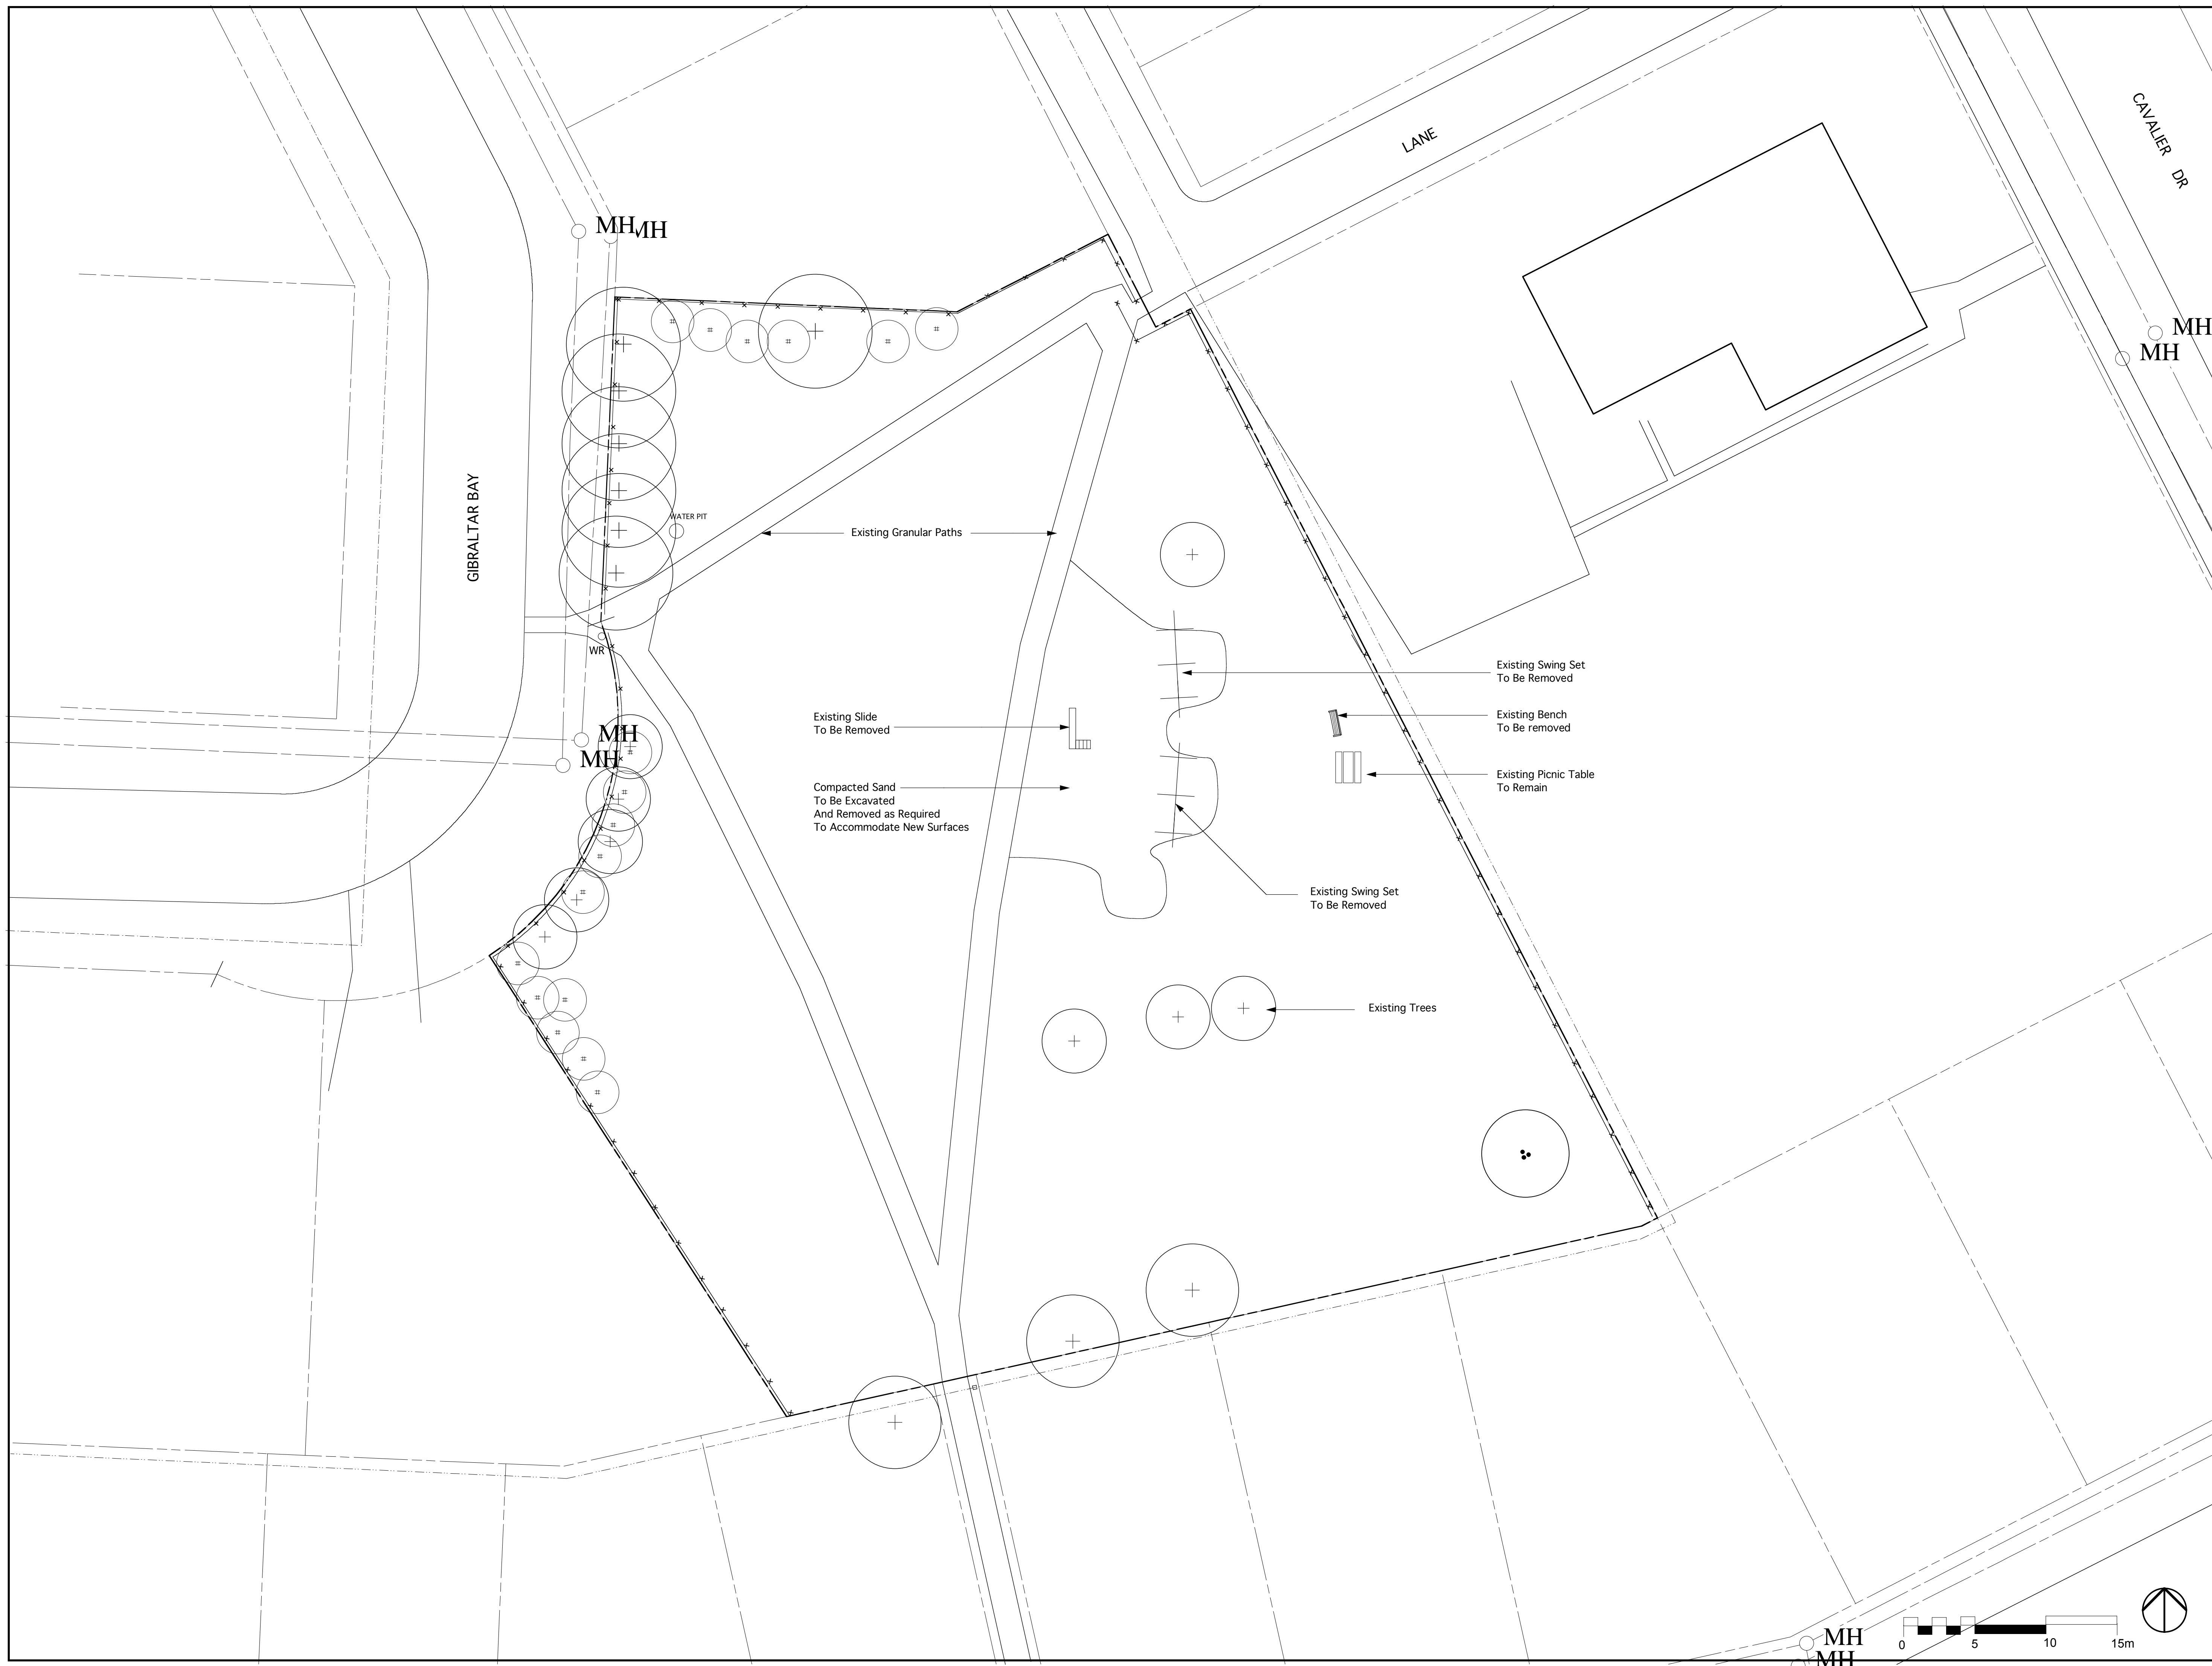 CAVALIER DR
LANE
MH
MH
MH
MH
GIBRALTAR BAY
WATER PIT
Existing Granular Paths
WR
Existing Swing Set
To Be Removed
Existing Slide
To Be Removed
Existing Bench
To Be removed
MH
MH
Existing Picnic Table
To Remain
Compacted Sand
To Be Excavated
And Removed as Required
To Accommodate New Surfaces
Existing Swing Set
To Be Removed
Existing Trees
MH
MH
0 5 10 15m